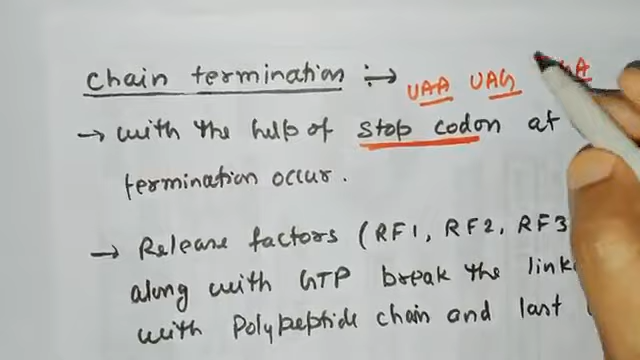 Chain termination :→ UAA UAG
→ with the help of stop codon at
termination occur.
→ Release factors (RF1, RF2, RF3
along with GTP break the
with Polypeptide chain and last